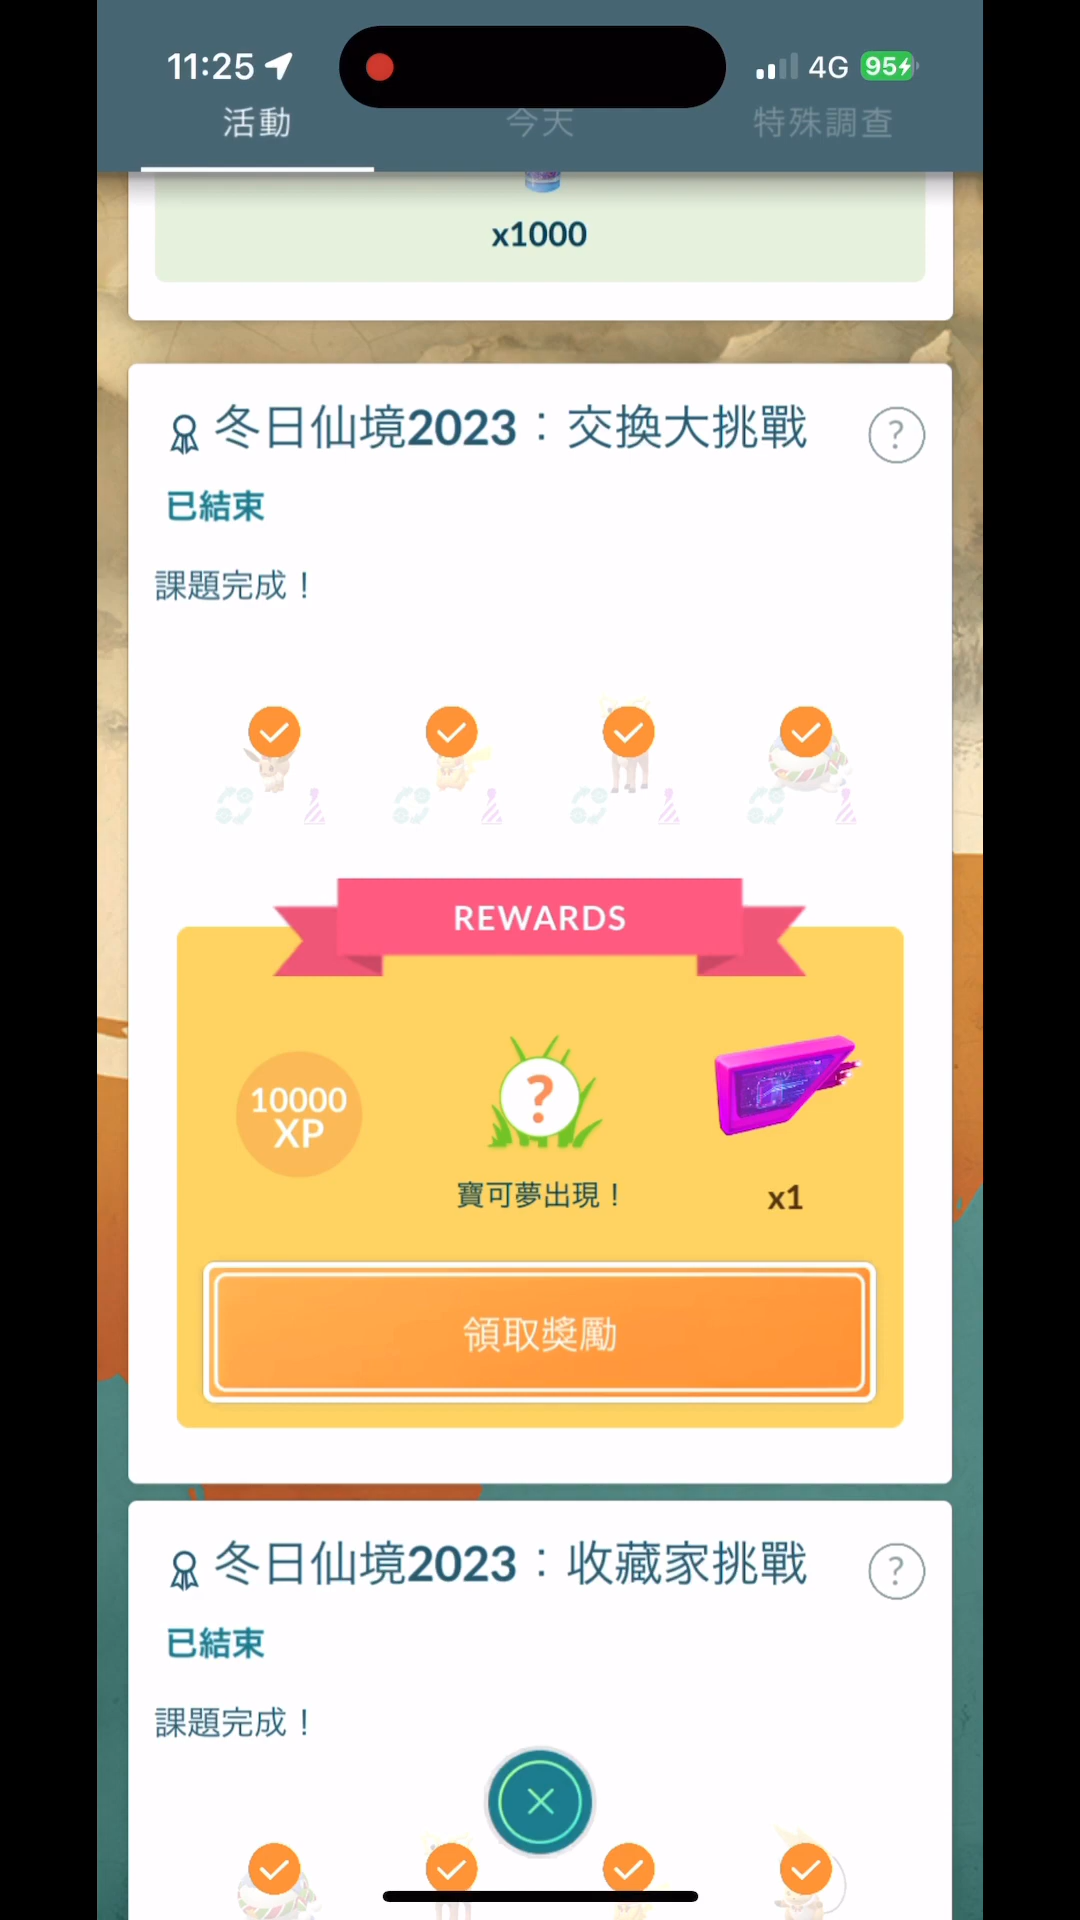 11:25
4G 95
活動
今天
特殊調查
x1000
冬日仙境2023：交換大挑戰
?
已結束
課題完成！
REWARDS
10000
XP
?
寶可夢出現！
x1
領取獎勵
冬日仙境2023：收藏家挑戰
?
已結束
課題完成！